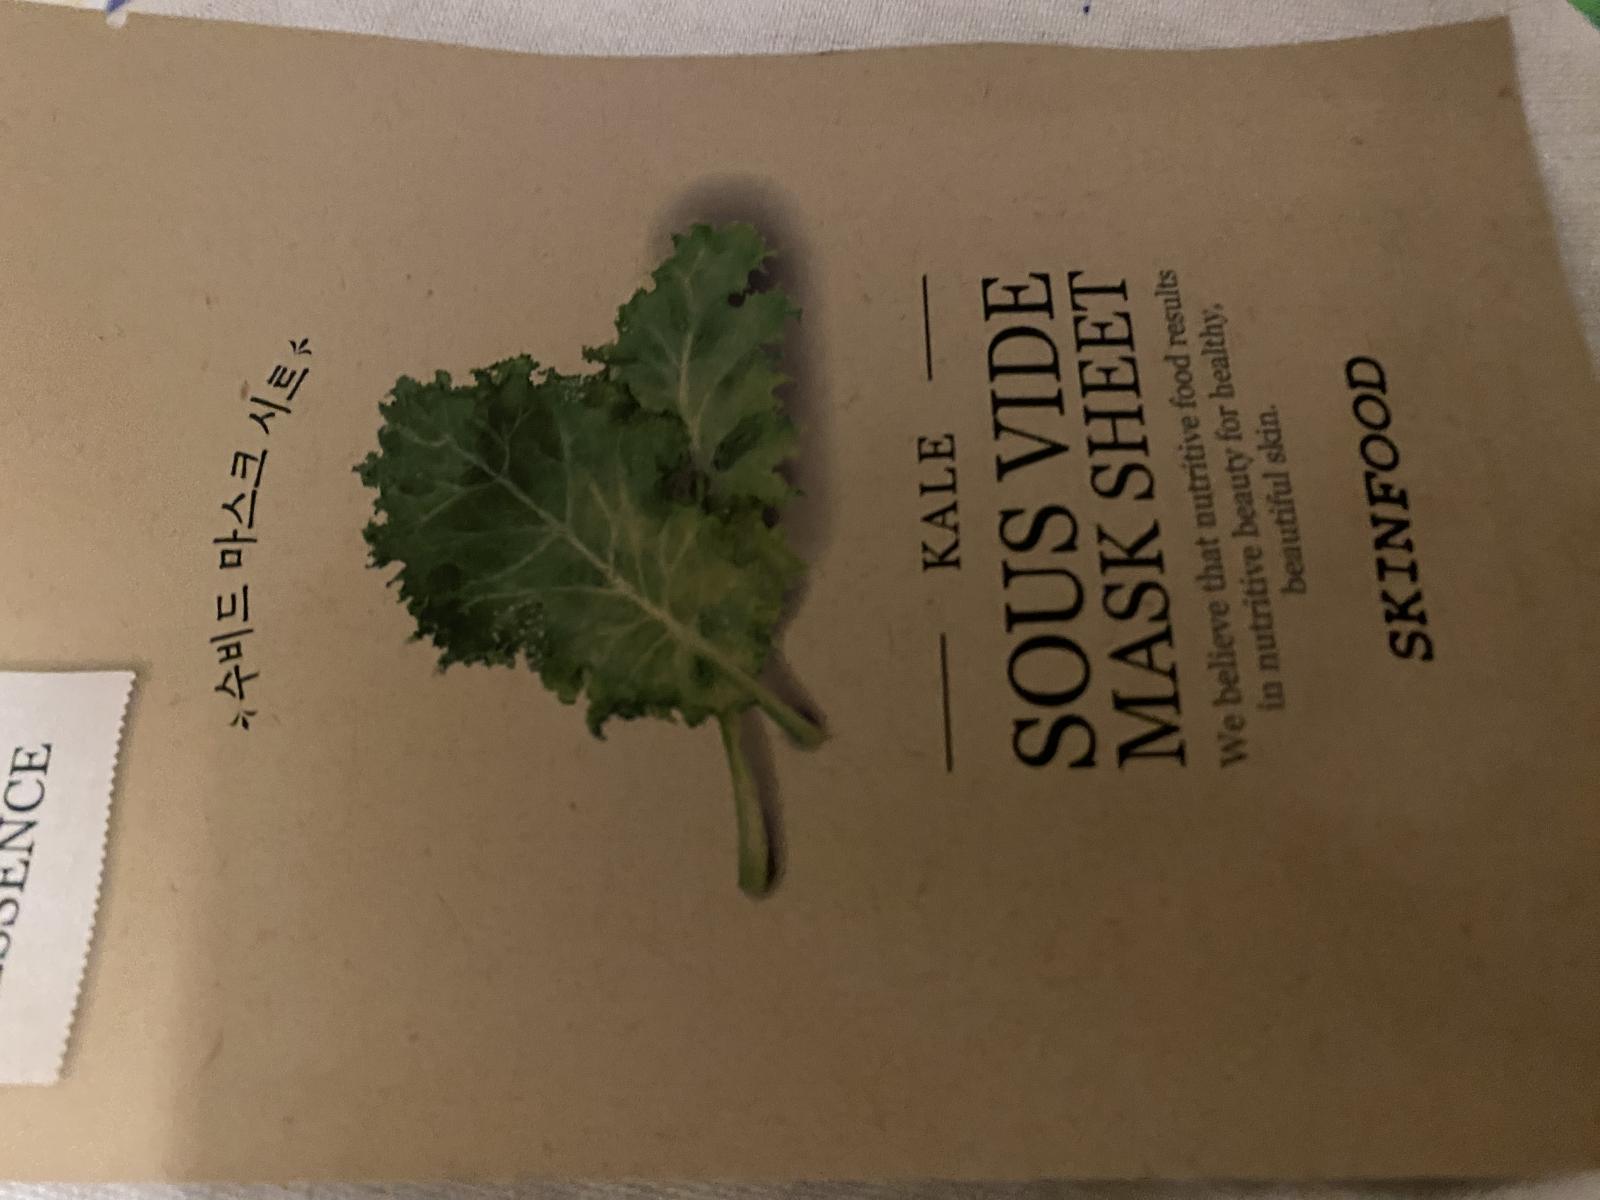 ESSENCE
수비드 마스크 시트
KALE
SOUS VIDE
MASK SHEET
We believe that nutritive food results
in nutritive beauty for healthy,
beautiful skin.
SKINFOOD